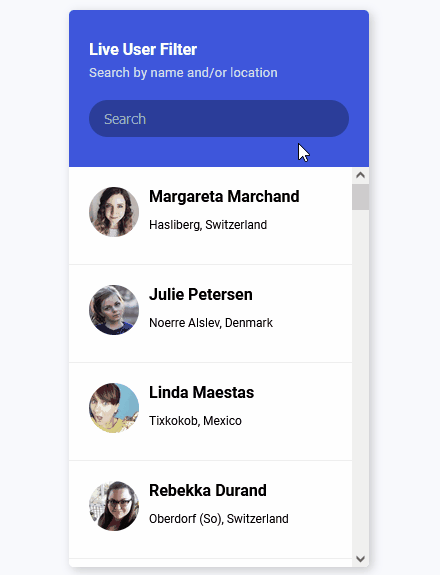 Live User Filter
Search by name and/or location
Search
Margareta Marchand
Hasliberg, Switzerland
Julie Petersen
Noerre Alslev, Denmark
Linda Maestas
Tixkokob, Mexico
Rebekka Durand
Oberdorf (So), Switzerland